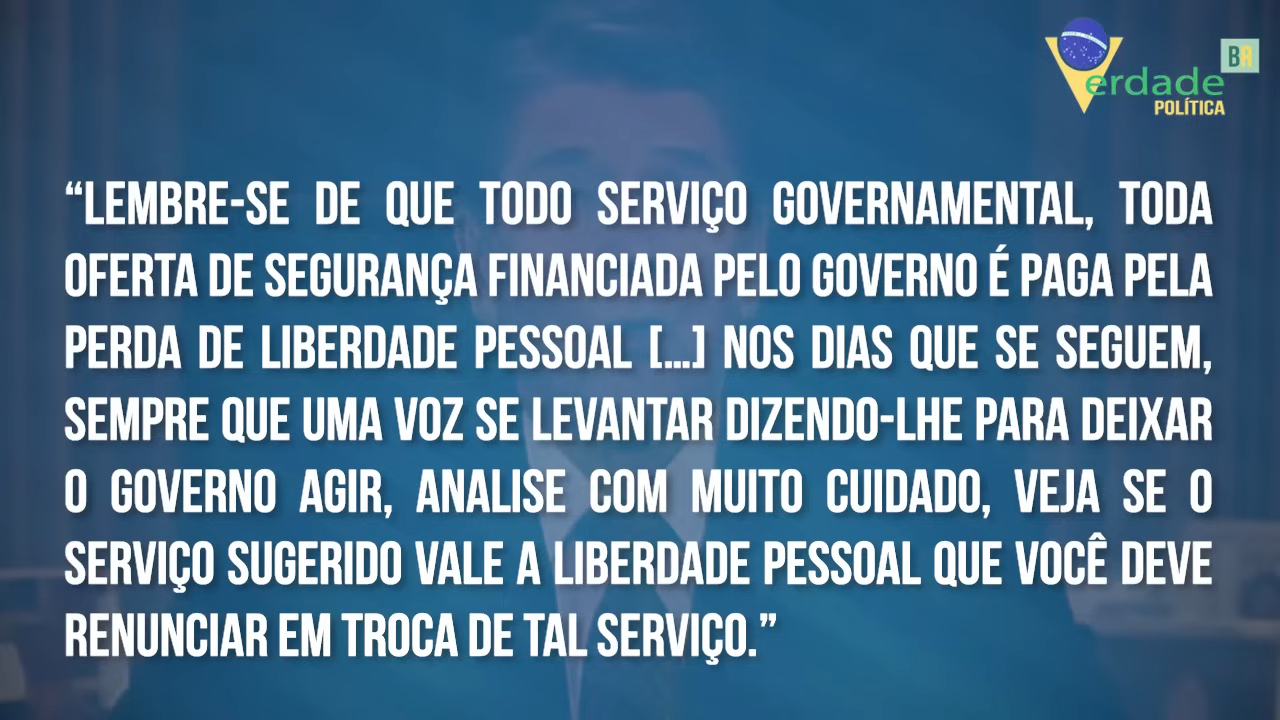 Verdade
BR
POLÍTICA
“LEMBRE-SE DE QUE TODO SERVIÇO GOVERNAMENTAL, TODA
OFERTA DE SEGURANÇA FINANCIADA PELO GOVERNO É PAGA PELA
PERDA DE LIBERDADE PESSOAL [...] NOS DIAS QUE SE SEGUEM,
SEMPRE QUE UMA VOZ SE LEVANTAR DIZENDO-LHE PARA DEIXAR
O GOVERNO AGIR, ANALISE COM MUITO CUIDADO, VEJA SE O
SERVIÇO SUGERIDO VALE A LIBERDADE PESSOAL QUE VOCÊ DEVE
RENUNCIAR EM TROCA DE TAL SERVIÇO.”